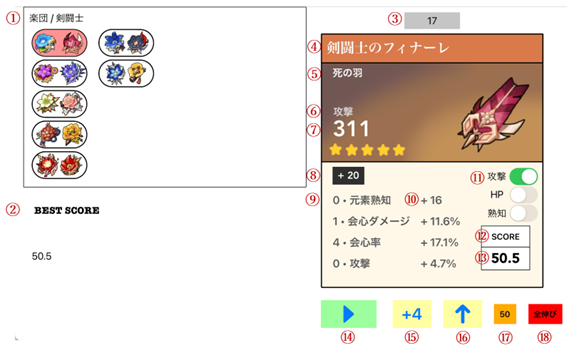 ① 楽団 / 剣闘士
② BEST SCORE
50.5
③ 17
④ 剣闘士のフィナーレ
⑤ 死の羽
⑥ 攻撃
⑦ 311
⑧ + 20
⑨ 0・元素熟知 ⑩ + 16
1・会心ダメージ + 11.6%
4・会心率 + 17.1%
0・攻撃 + 4.7%
⑪ 攻撃
HP
熟知
⑫ SCORE
⑬ 50.5
+4
50
全伸び
⑭ ⑮ ⑯ ⑰ ⑱